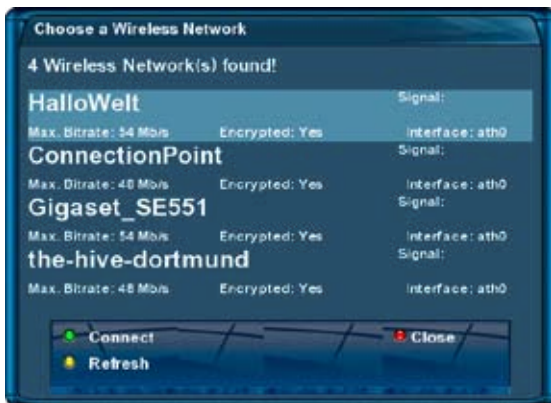 Choose a Wireless Network
4 Wireless Network(s) found!
HalloWelt Signal:
Max. Bitrate: 54 Mb/s Encrypted: Yes Interface: ath0
ConnectionPoint Signal:
Max. Bitrate: 48 Mb/s Encrypted: Yes Interface: ath0
Gigaset_SE551 Signal:
Max. Bitrate: 54 Mb/s Encrypted: Yes Interface: ath0
the-hive-dortmund Signal:
Max. Bitrate: 48 Mb/s Encrypted: Yes Interface: ath0
Connect Close
Refresh